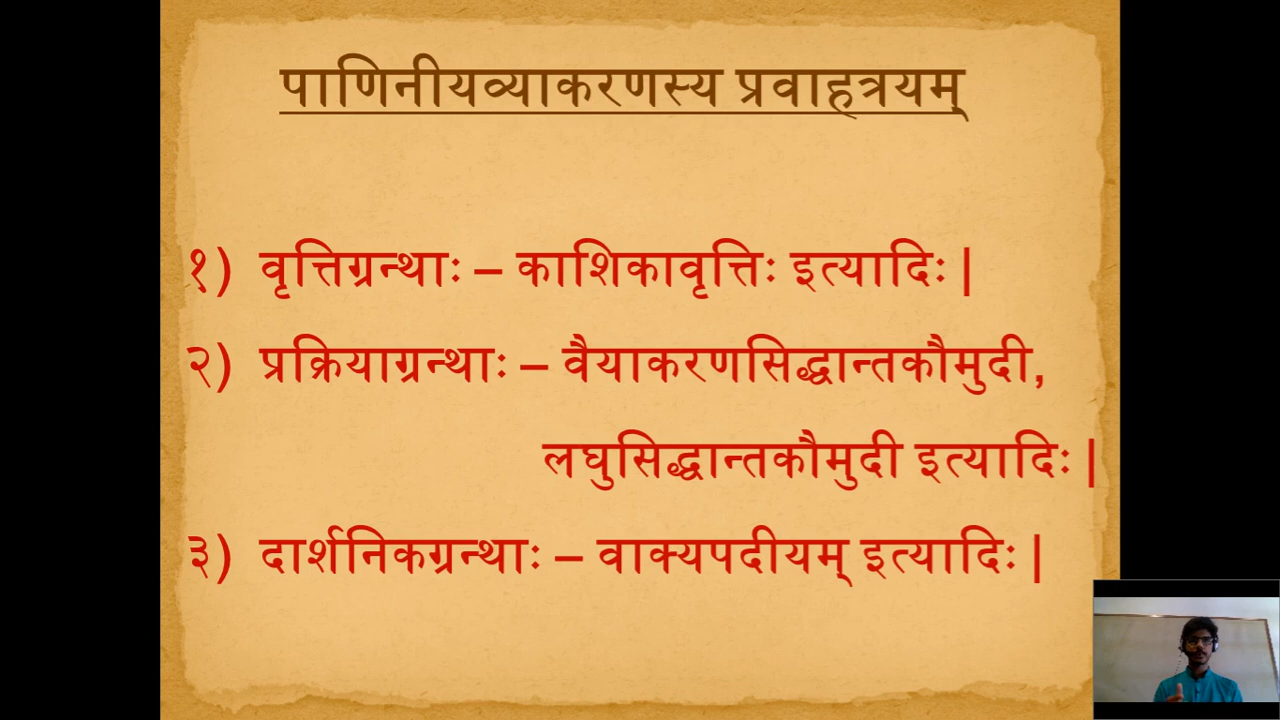 पाणिनीयव्याकरणस्य प्रवाहत्रयम्
१) वृत्तिग्रन्थाः – काशिकावृत्तिः इत्यादिः |
२) प्रक्रियाग्रन्थाः – वैयाकरणसिद्धान्तकौमुदी,
लघुसिद्धान्तकौमुदी इत्यादिः |
३) दार्शनिकग्रन्थाः – वाक्यपदीयम् इत्यादिः |